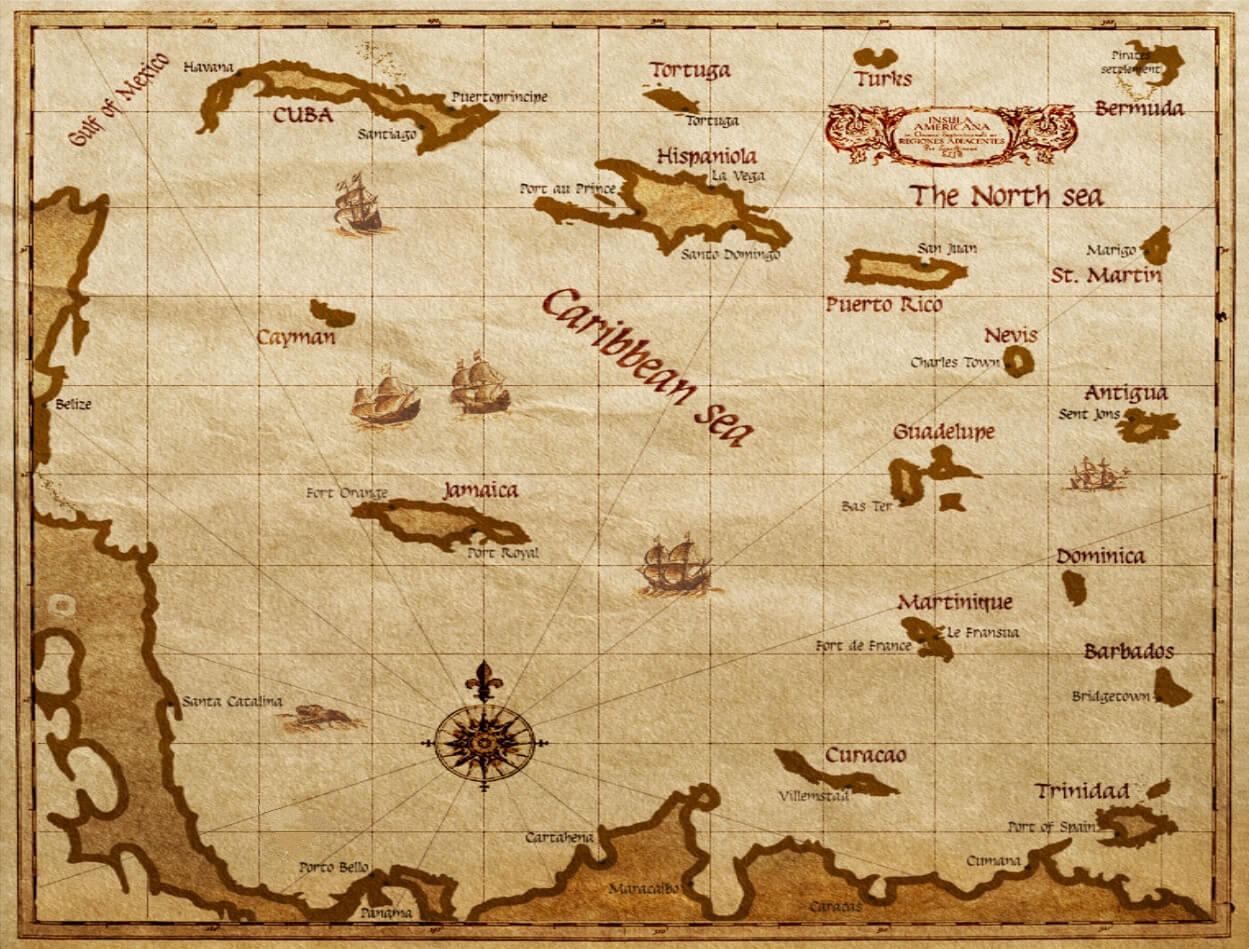 Gulf of Mexico
Havana
CUBA
Puertoprincipe
Santiago
Tortuga
Tortuga
Turks
Pirates
settlement
Bermuda
INSULA
AMERICANA
REGIONES ADIACENTES
The North sea
Hispaniola
La Vega
Port au Prince
Santo Domingo
San Juan
Puerto Rico
Marigo
St. Martin
Cayman
Caribbean sea
Nevis
Charles Town
Belize
Antigua
Sent Jons
Guadelupe
Bas Ter
Fort Orange
Jamaica
Port Royal
Dominica
Martinique
Le Fransua
Fort de France
Barbados
Bridgetown
Santa Catalina
Curacao
Villemstad
Trinidad
Port of Spain
Cartahena
Cumana
Porto Bello
Maracaibo
Panama
Caracas